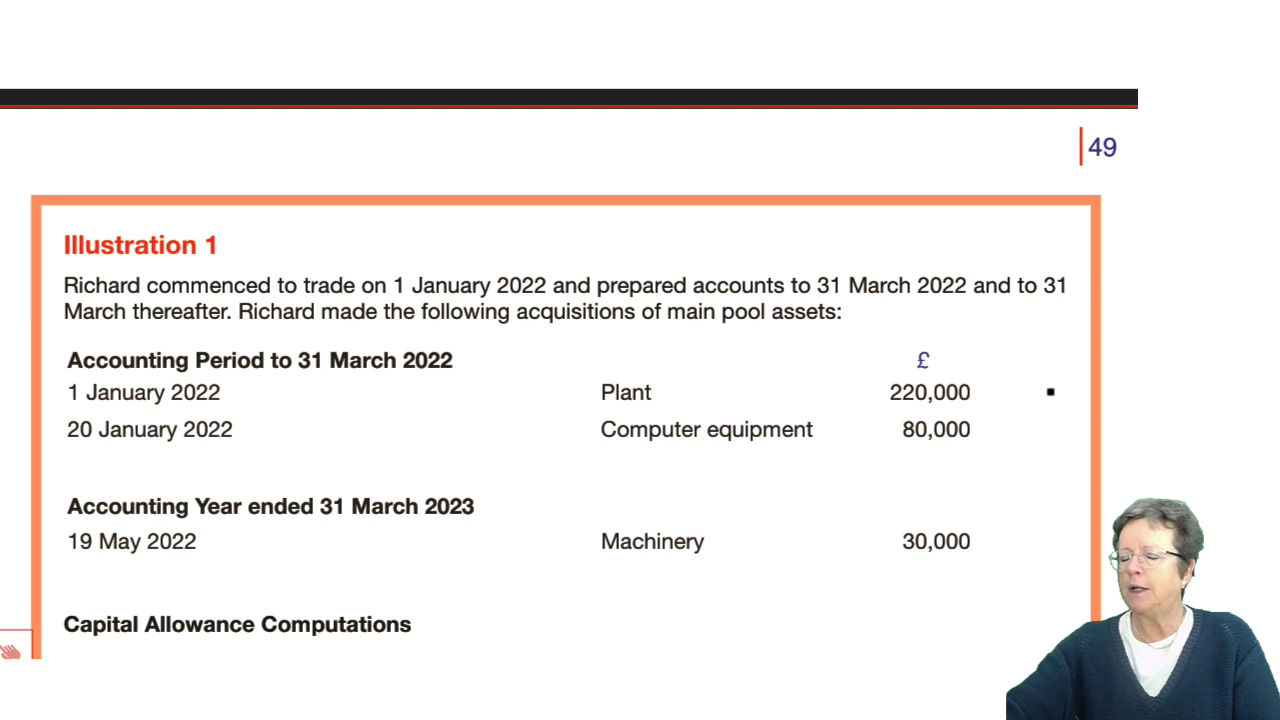 49
Illustration 1
Richard commenced to trade on 1 January 2022 and prepared accounts to 31 March 2022 and to 31
March thereafter. Richard made the following acquisitions of main pool assets:
Accounting Period to 31 March 2022 £
1 January 2022 Plant 220,000
20 January 2022 Computer equipment 80,000
Accounting Year ended 31 March 2023
19 May 2022 Machinery 30,000
Capital Allowance Computations